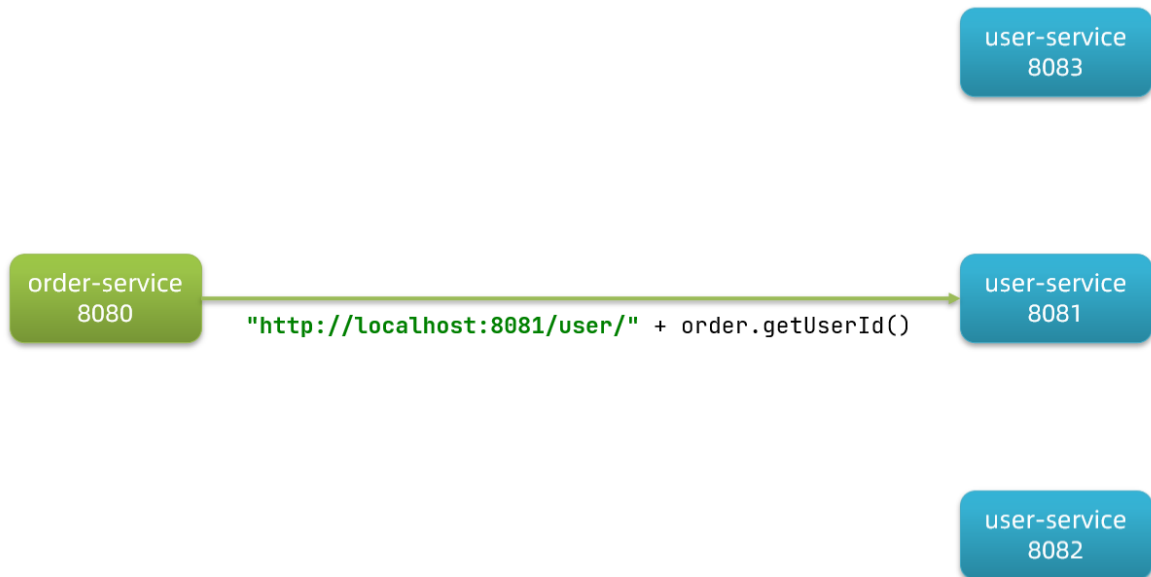 user-service
8083
order-service
8080
"http://localhost:8081/user/" + order.getUserId()
user-service
8081
user-service
8082